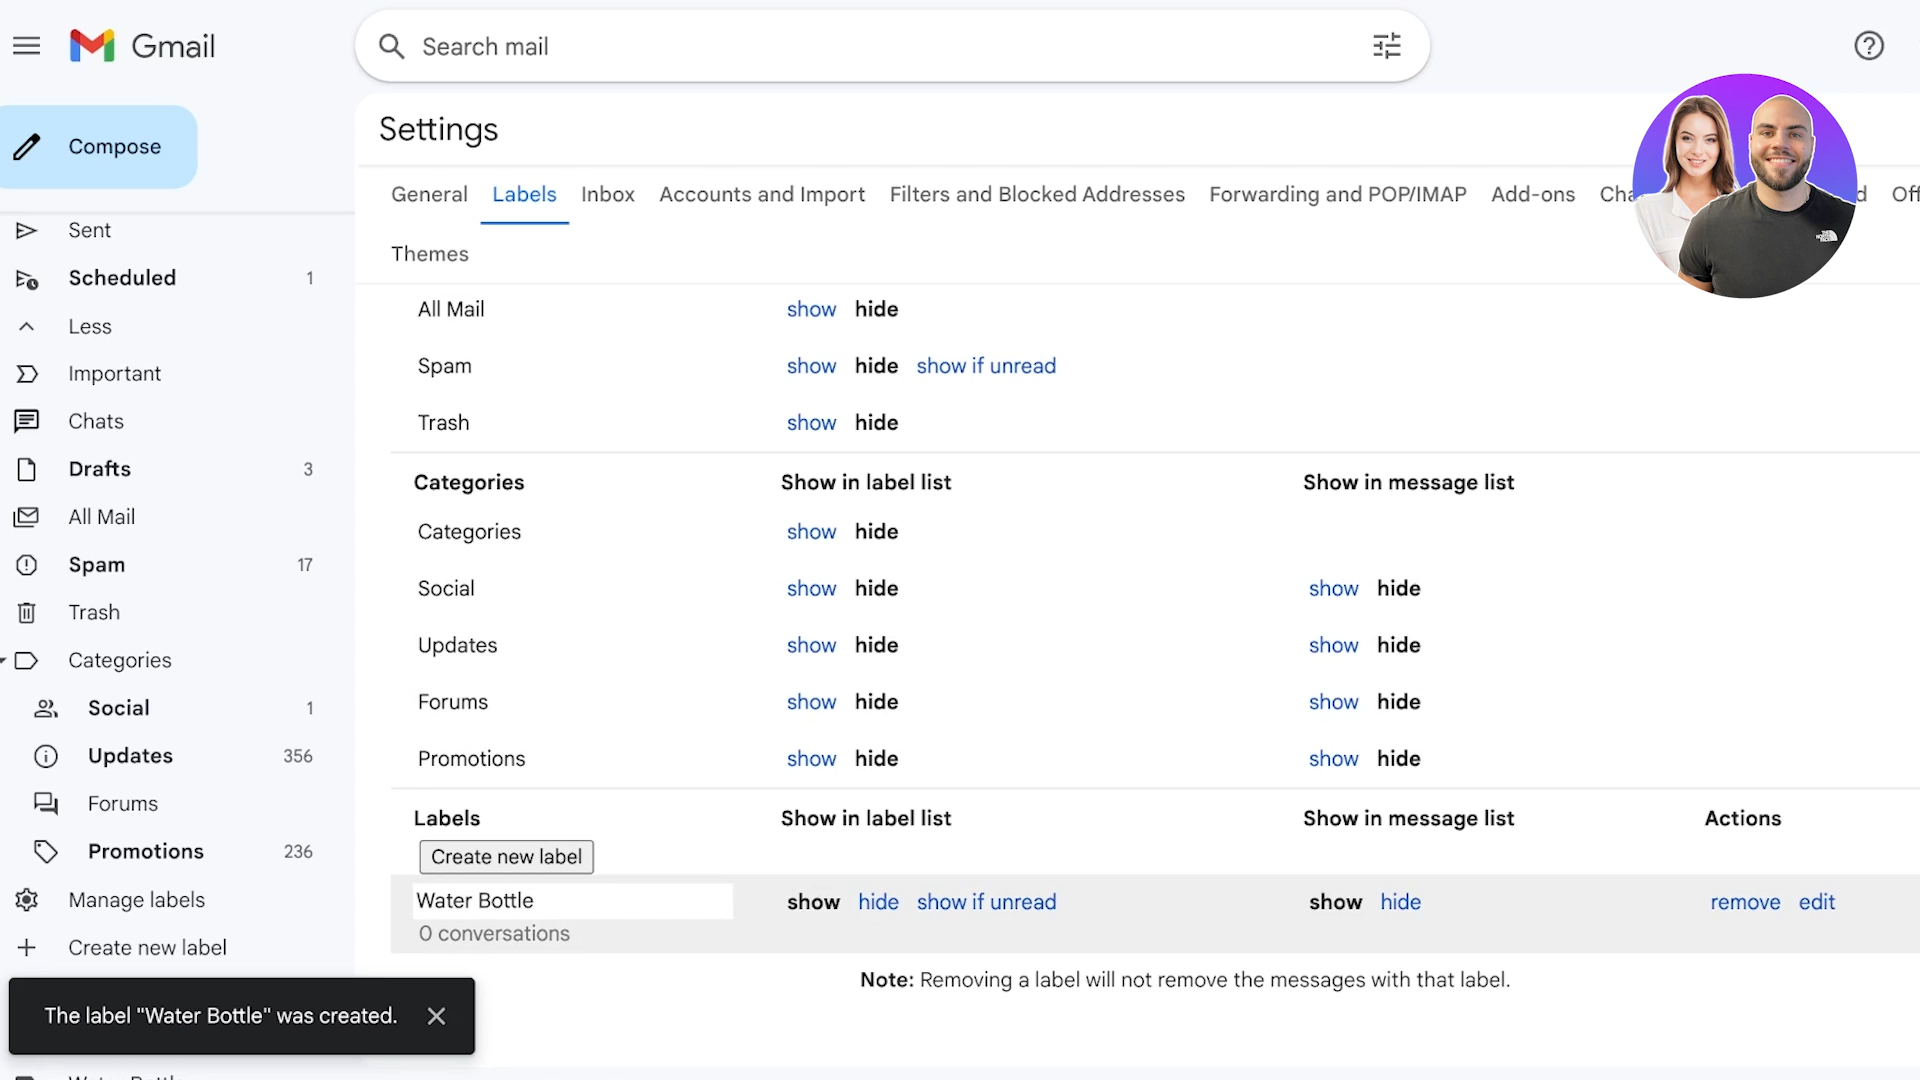 Gmail
Search mail
Compose
Settings
General Labels Inbox Accounts and Import Filters and Blocked Addresses Forwarding and POP/IMAP Add-ons
Themes
Sent
Scheduled 1
Less
Important
Chats
Drafts 3
All Mail
Spam 17
Trash
Categories
Social 1
Updates 356
Forums
Promotions 236
Manage labels
Create new label
All Mail show hide
Spam show hide show if unread
Trash show hide
Categories Show in label list Show in message list
Categories show hide
Social show hide show hide
Updates show hide show hide
Forums show hide show hide
Promotions show hide show hide
Labels Show in label list Show in message list Actions
Create new label
Water Bottle show hide show if unread show hide remove edit
0 conversations
Note: Removing a label will not remove the messages with that label.
The label "Water Bottle" was created.